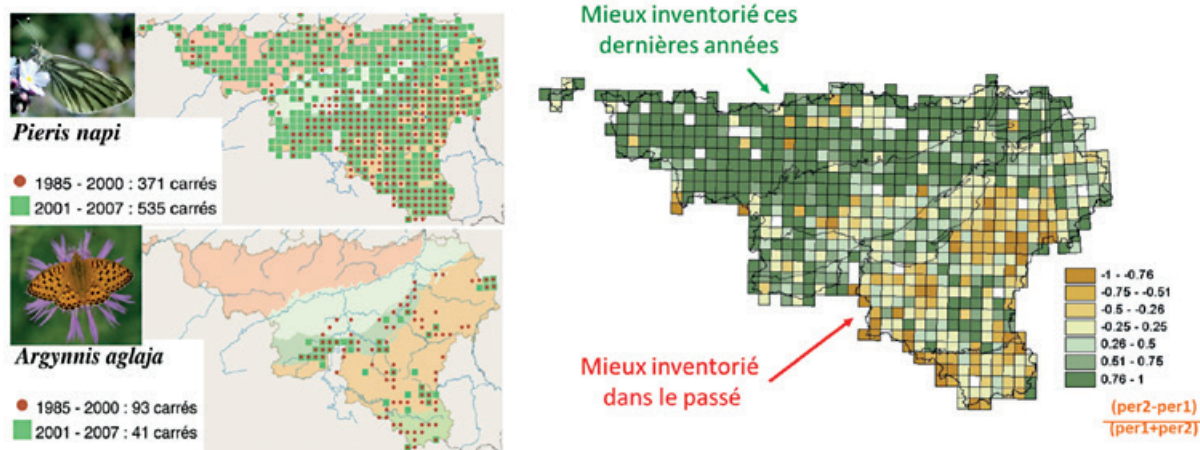 Pieris napi
1985 - 2000 : 371 carrés
2001 - 2007 : 535 carrés
Argynnis aglaja
1985 - 2000 : 93 carrés
2001 - 2007 : 41 carrés
Mieux inventorié ces
dernières années
Mieux inventorié
dans le passé
-1 - -0.76
-0.75 - -0.51
-0.5 - -0.26
-0.25 - 0.25
0.26 - 0.5
0.51 - 0.75
0.76 - 1
(per2-per1)
(per1+per2)